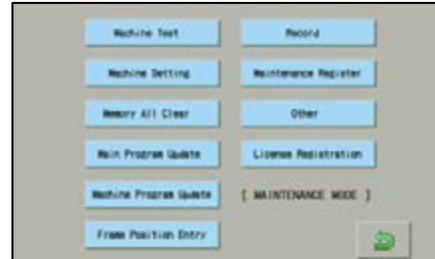 Machine Test
Record
Machine Setting
Maintenance Register
Memory All Clear
Other
Main Program Update
License Registration
Machine Program Update
[ MAINTENANCE MODE ]
Frame Position Entry